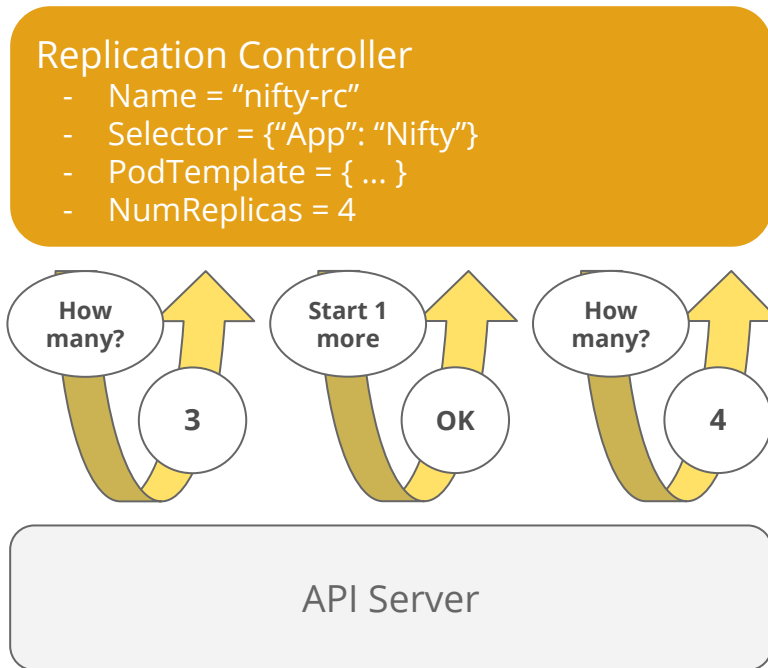 Replication Controller
- Name = “nifty-rc”
- Selector = {“App”: “Nifty”}
- PodTemplate = { ... }
- NumReplicas = 4
How
many?
3
Start 1
more
OK
How
many?
4
API Server